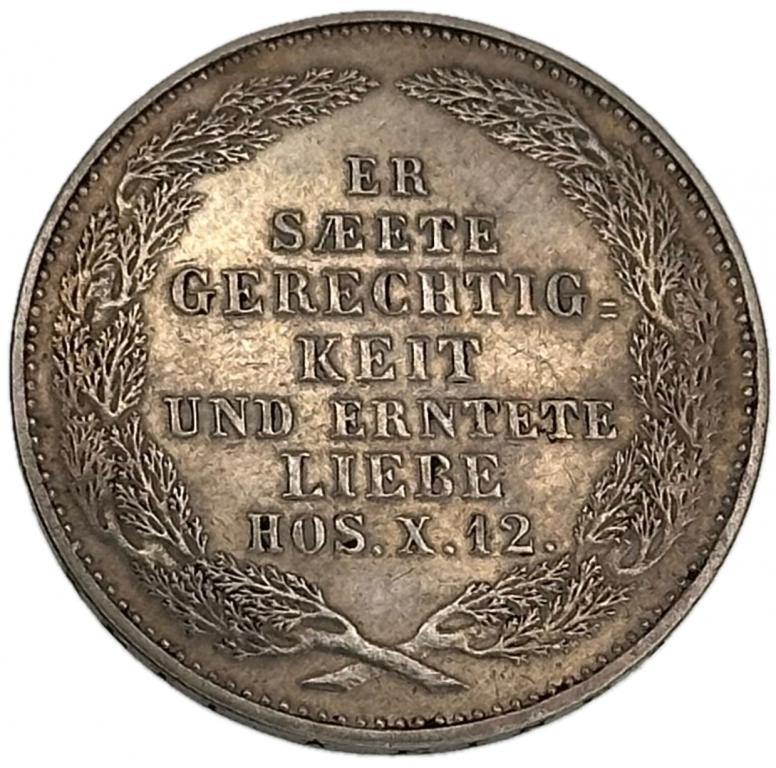 ER
SÆETE
GERECHTIG=
KEIT
UND ERNTETE
LIEBE
HOS. X. 12.